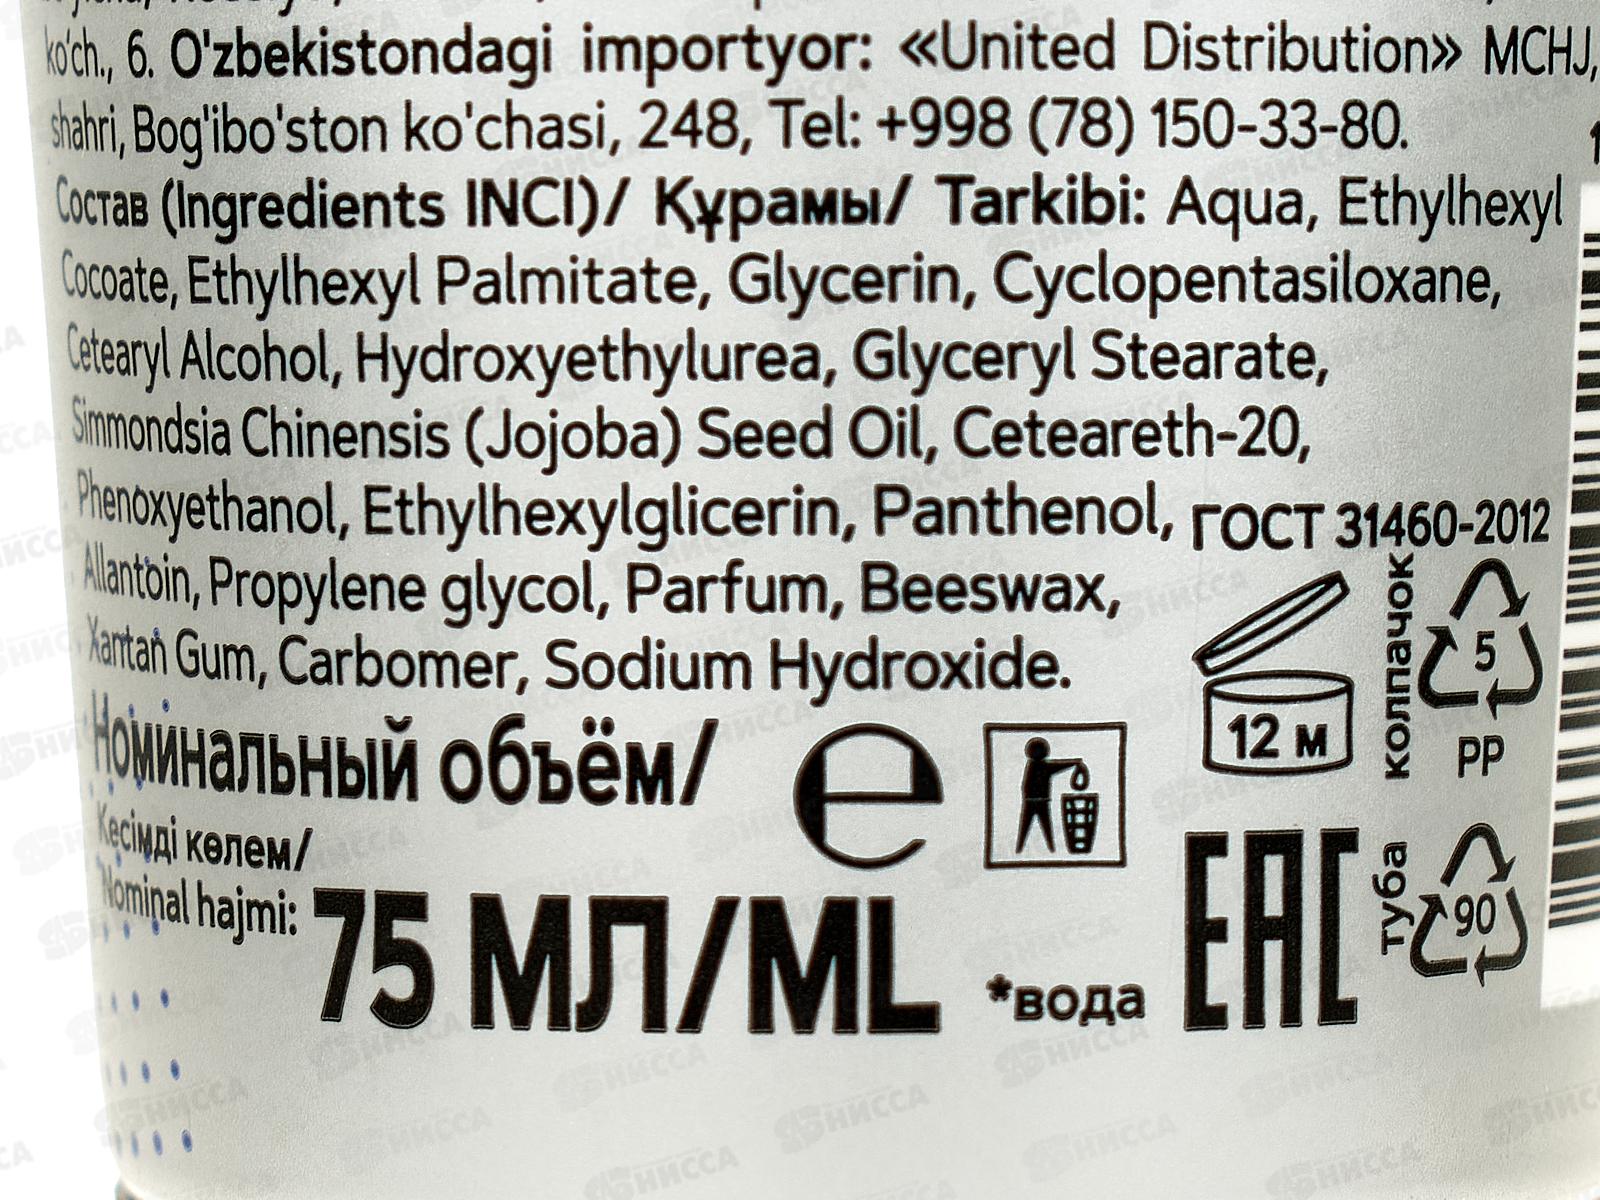 ko'ch., 6. O'zbekistondagi importyor: «United Distribution» MCHJ,
shahri, Bog'ibo'ston ko'chasi, 248, Tel: +998 (78) 150-33-80.
Состав (Ingredients INCI)/ Құрамы/ Tarkibi: Aqua, Ethylhexyl
Cocoate, Ethylhexyl Palmitate, Glycerin, Cyclopentasiloxane,
Cetearyl Alcohol, Hydroxyethylurea, Glyceryl Stearate,
Simmondsia Chinensis (Jojoba) Seed Oil, Ceteareth-20,
Phenoxyethanol, Ethylhexylglicerin, Panthenol,
Allantoin, Propylene glycol, Parfum, Beeswax,
Xantan Gum, Carbomer, Sodium Hydroxide.
ГОСТ 31460-2012
12 м
колпачок
5
PP
Номинальный объём/
Кесімді көлем/
Nominal hajmi:
75 МЛ/ML
e
*вода
EAC
туба
90
НИССА